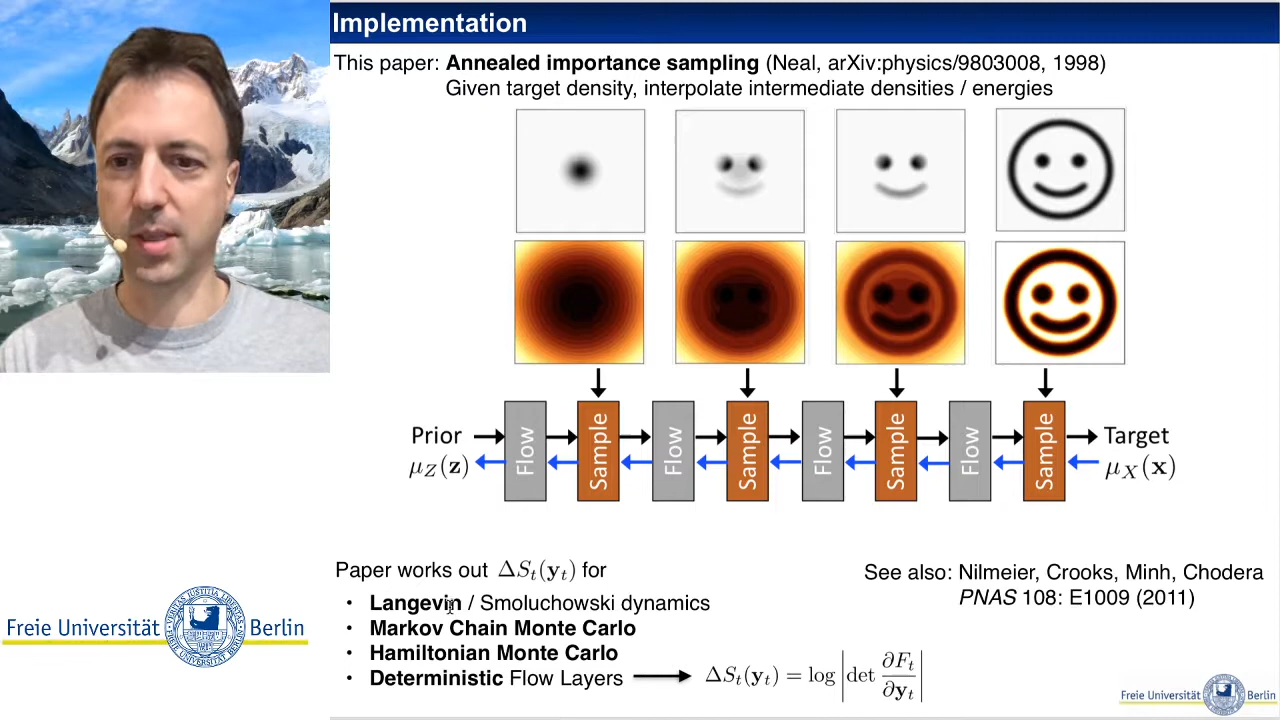 Implementation
This paper: Annealed importance sampling (Neal, arXiv:physics/9803008, 1998)
Given target density, interpolate intermediate densities / energies
Prior
μ_Z(z)
Flow
Sample
Flow
Sample
Flow
Sample
Flow
Sample
Target
μ_X(x)
Paper works out ΔS_t(y_t) for
• Langevin / Smoluchowski dynamics
• Markov Chain Monte Carlo
• Hamiltonian Monte Carlo
• Deterministic Flow Layers
ΔS_t(y_t) = log |det ∂F_t/∂y_t|
See also: Nilmeier, Crooks, Minh, Chodera
PNAS 108: E1009 (2011)
Freie Universität Berlin
Freie Universität Berlin